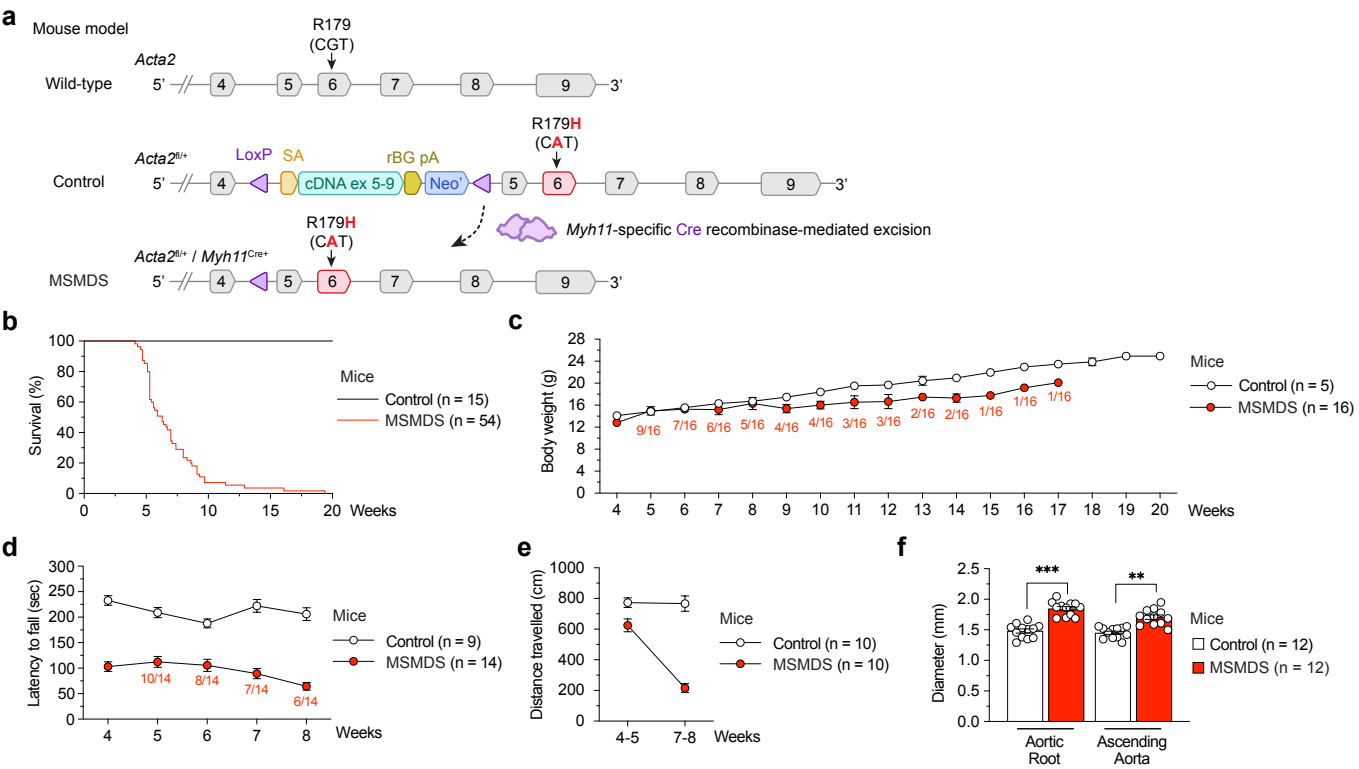 a
Mouse model
R179
(CGT)
Acta2
Wild-type
5’
4
5
6
7
8
9
3’
R179H
(CAT)
Acta2fl/+
LoxP
SA
rBG pA
Control
5’
4
cDNA ex 5-9
Neo’
5
6
7
8
9
3’
R179H
(CAT)
Myh11-specific Cre recombinase-mediated excision
Acta2fl/+ / Myh11Cre+
MSMDS
5’
4
5
6
7
8
9
3’
b
Survival (%)
100
80
60
40
20
0
0
5
10
15
20
Weeks
Mice
Control (n = 15)
MSMDS (n = 54)
c
Body weight (g)
28
24
20
16
12
8
4
0
9/16
7/16
6/16
5/16
4/16
4/16
3/16
3/16
2/16
2/16
1/16
1/16
1/16
4
5
6
7
8
9
10
11
12
13
14
15
16
17
18
19
20
Weeks
Mice
Control (n = 5)
MSMDS (n = 16)
d
Latency to fall (sec)
300
250
200
150
100
50
0
10/14
8/14
7/14
6/14
4
5
6
7
8
Weeks
Mice
Control (n = 9)
MSMDS (n = 14)
e
Distance travelled (cm)
1000
800
600
400
200
0
4-5
7-8
Weeks
Mice
Control (n = 10)
MSMDS (n = 10)
f
Diameter (mm)
2.5
2.0
1.5
1.0
0.5
0.0
***
**
Aortic
Root
Ascending
Aorta
Mice
Control (n = 12)
MSMDS (n = 12)